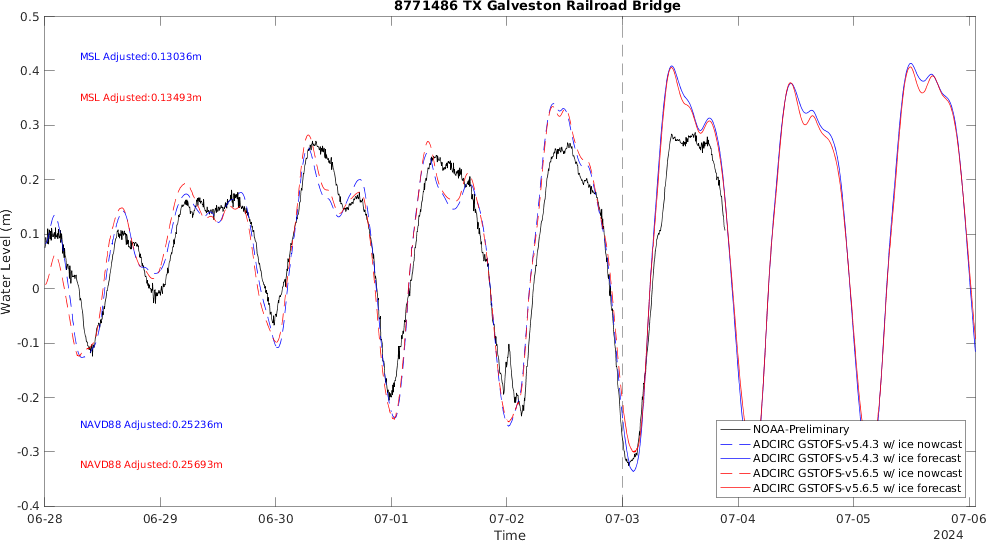 8771486 TX Galveston Railroad Bridge
0.5
MSL Adjusted:0.13036m
0.4
MSL Adjusted:0.13493m
0.3
0.2
0.1
Water Level (m)
0
-0.1
-0.2
NAVD88 Adjusted:0.25236m
NOAA-Preliminary
ADCIRC GSTOFS-v5.4.3 w/ ice nowcast
-0.3
ADCIRC GSTOFS-v5.4.3 w/ ice forecast
NAVD88 Adjusted:0.25693m
ADCIRC GSTOFS-v5.6.5 w/ ice nowcast
ADCIRC GSTOFS-v5.6.5 w/ ice forecast
-0.4
06-28 06-29 06-30 07-01 07-02 07-03 07-04 07-05 07-06
Time
2024